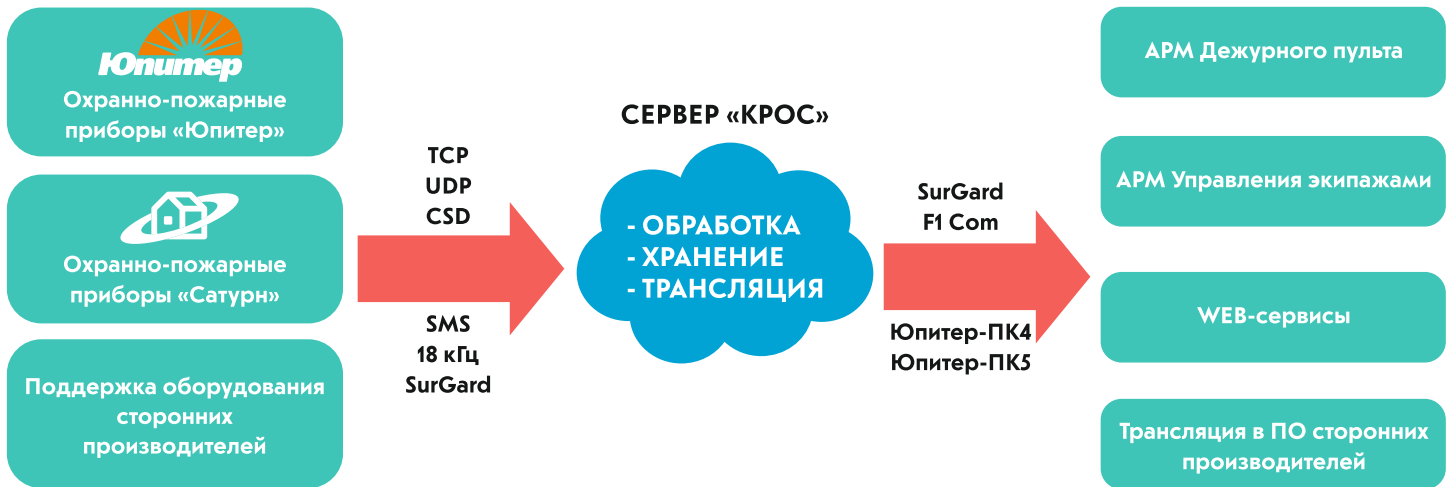 Юпитер
Охранно-пожарные
приборы «Юпитер»
Охранно-пожарные
приборы «Сатурн»
Поддержка оборудования
сторонних
производителей
TCP
UDP
CSD
SMS
18 кГц
SurGard
СЕРВЕР «КРОС»
- ОБРАБОТКА
- ХРАНЕНИЕ
- ТРАНСЛЯЦИЯ
SurGard
F1 Com
Юпитер-ПК4
Юпитер-ПК5
АРМ Дежурного пульта
АРМ Управления экипажами
WEB-сервисы
Трансляция в ПО сторонних
производителей